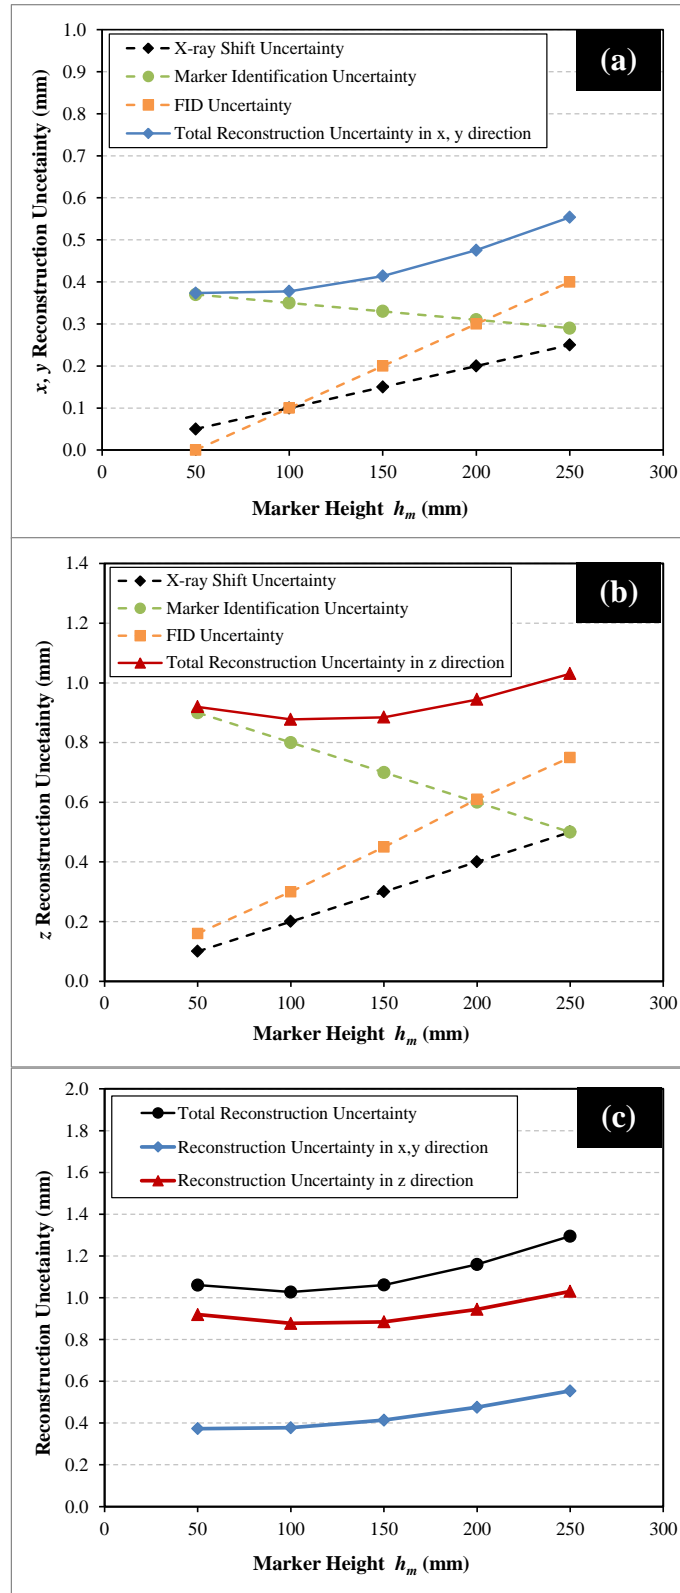 (a)
X-ray Shift Uncertainty
Marker Identification Uncertainty
FID Uncertainty
Total Reconstruction Uncertainty in x, y direction
x, y Reconstruction Uncetainty (mm)
1.0
0.9
0.8
0.7
0.6
0.5
0.4
0.3
0.2
0.1
0.0
0 50 100 150 200 250 300
Marker Height h_m (mm)
(b)
X-ray Shift Uncertainty
Marker Identification Uncertainty
FID Uncertainty
Total Reconstruction Uncertainty in z direction
z Reconstruction Uncetainty (mm)
1.4
1.2
1.0
0.8
0.6
0.4
0.2
0.0
0 50 100 150 200 250 300
Marker Height h_m (mm)
(c)
Total Reconstruction Uncertainty
Reconstruction Uncertainty in x,y direction
Reconstruction Uncertainty in z direction
Reconstruction Uncetainty (mm)
2.0
1.8
1.6
1.4
1.2
1.0
0.8
0.6
0.4
0.2
0.0
0 50 100 150 200 250 300
Marker Height h_m (mm)